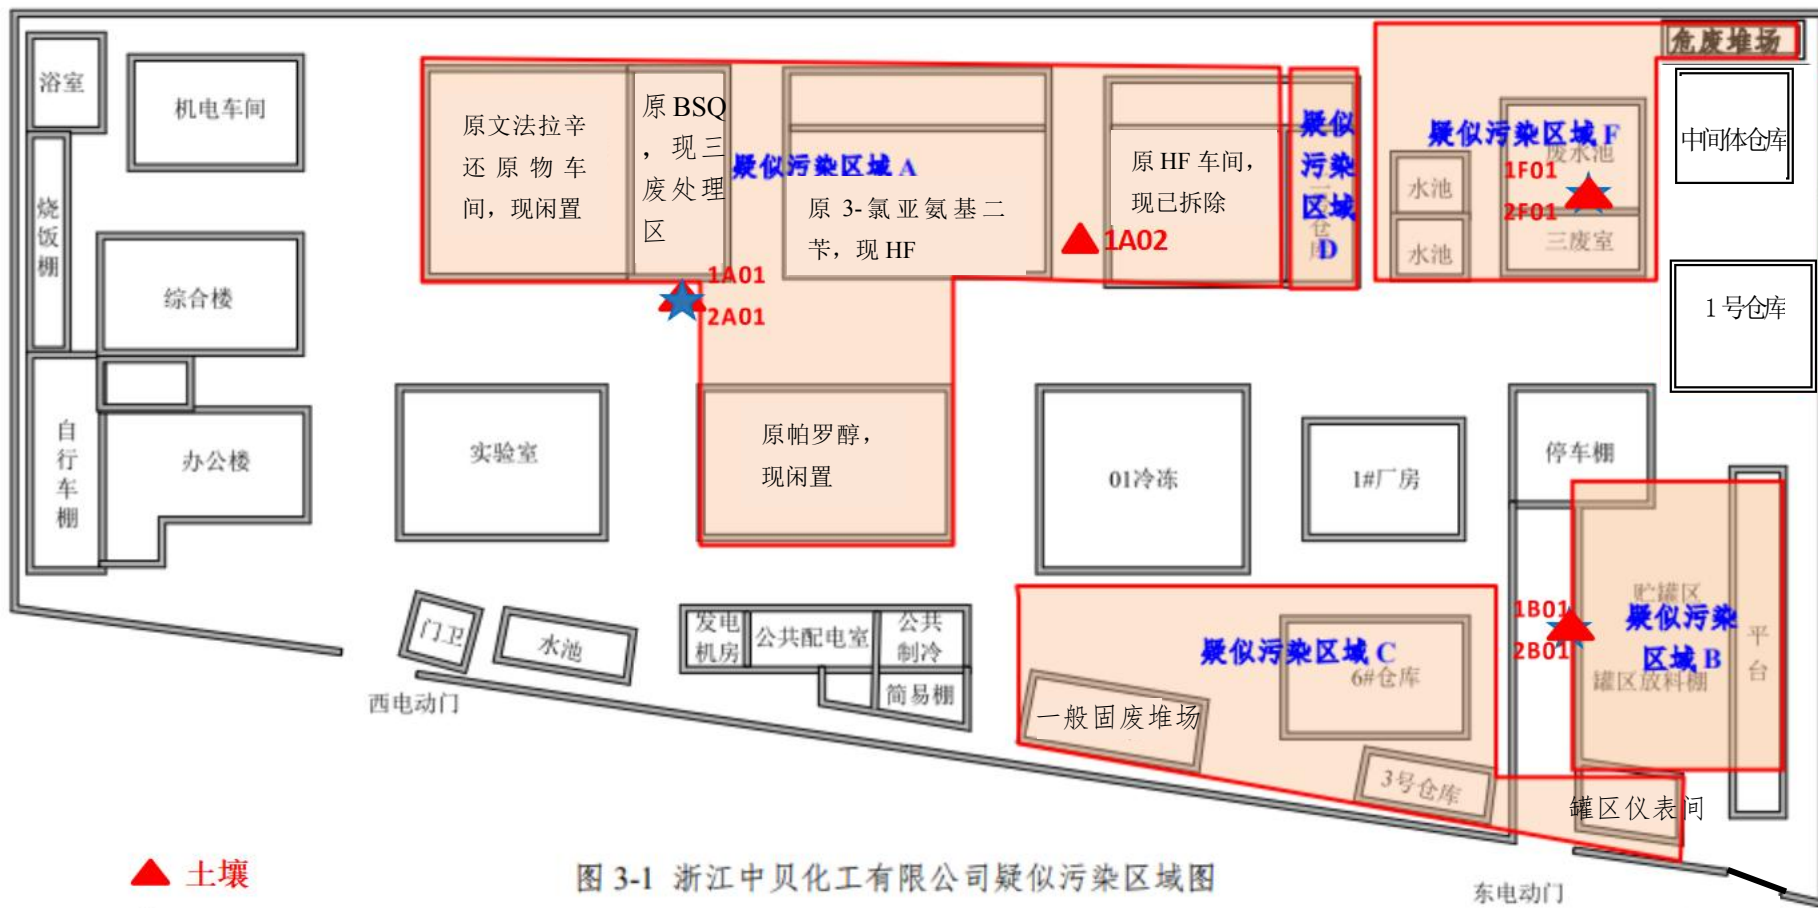 危废堆场
浴室
机电车间
原文法拉辛
还原物车
间，现闲置
原 BSQ
，现三
废处理
区
疑似污染区域 A
原 3-氯亚氨基二
苄，现 HF
原 HF 车间，
现已拆除
1A02
疑似
污染
区域
D
疑似污染区域 F
废水池
水池
水池
三废室
1F01
2F01
中间体仓库
1 号仓库
烧
饭
棚
综合楼
1A01
2A01
自
行
车
棚
办公楼
实验室
原帕罗醇，
现闲置
01冷冻
1#厂房
停车棚
门卫
水池
发电
机房
公共配电室
公共
制冷
简易棚
西电动门
疑似污染区域 C
6#仓库
一般固废堆场
3号仓库
1B01
2B01
贮罐区
疑似污染
区域 B
罐区放料棚
平
台
罐区仪表间
东电动门
土壤
图 3-1 浙江中贝化工有限公司疑似污染区域图